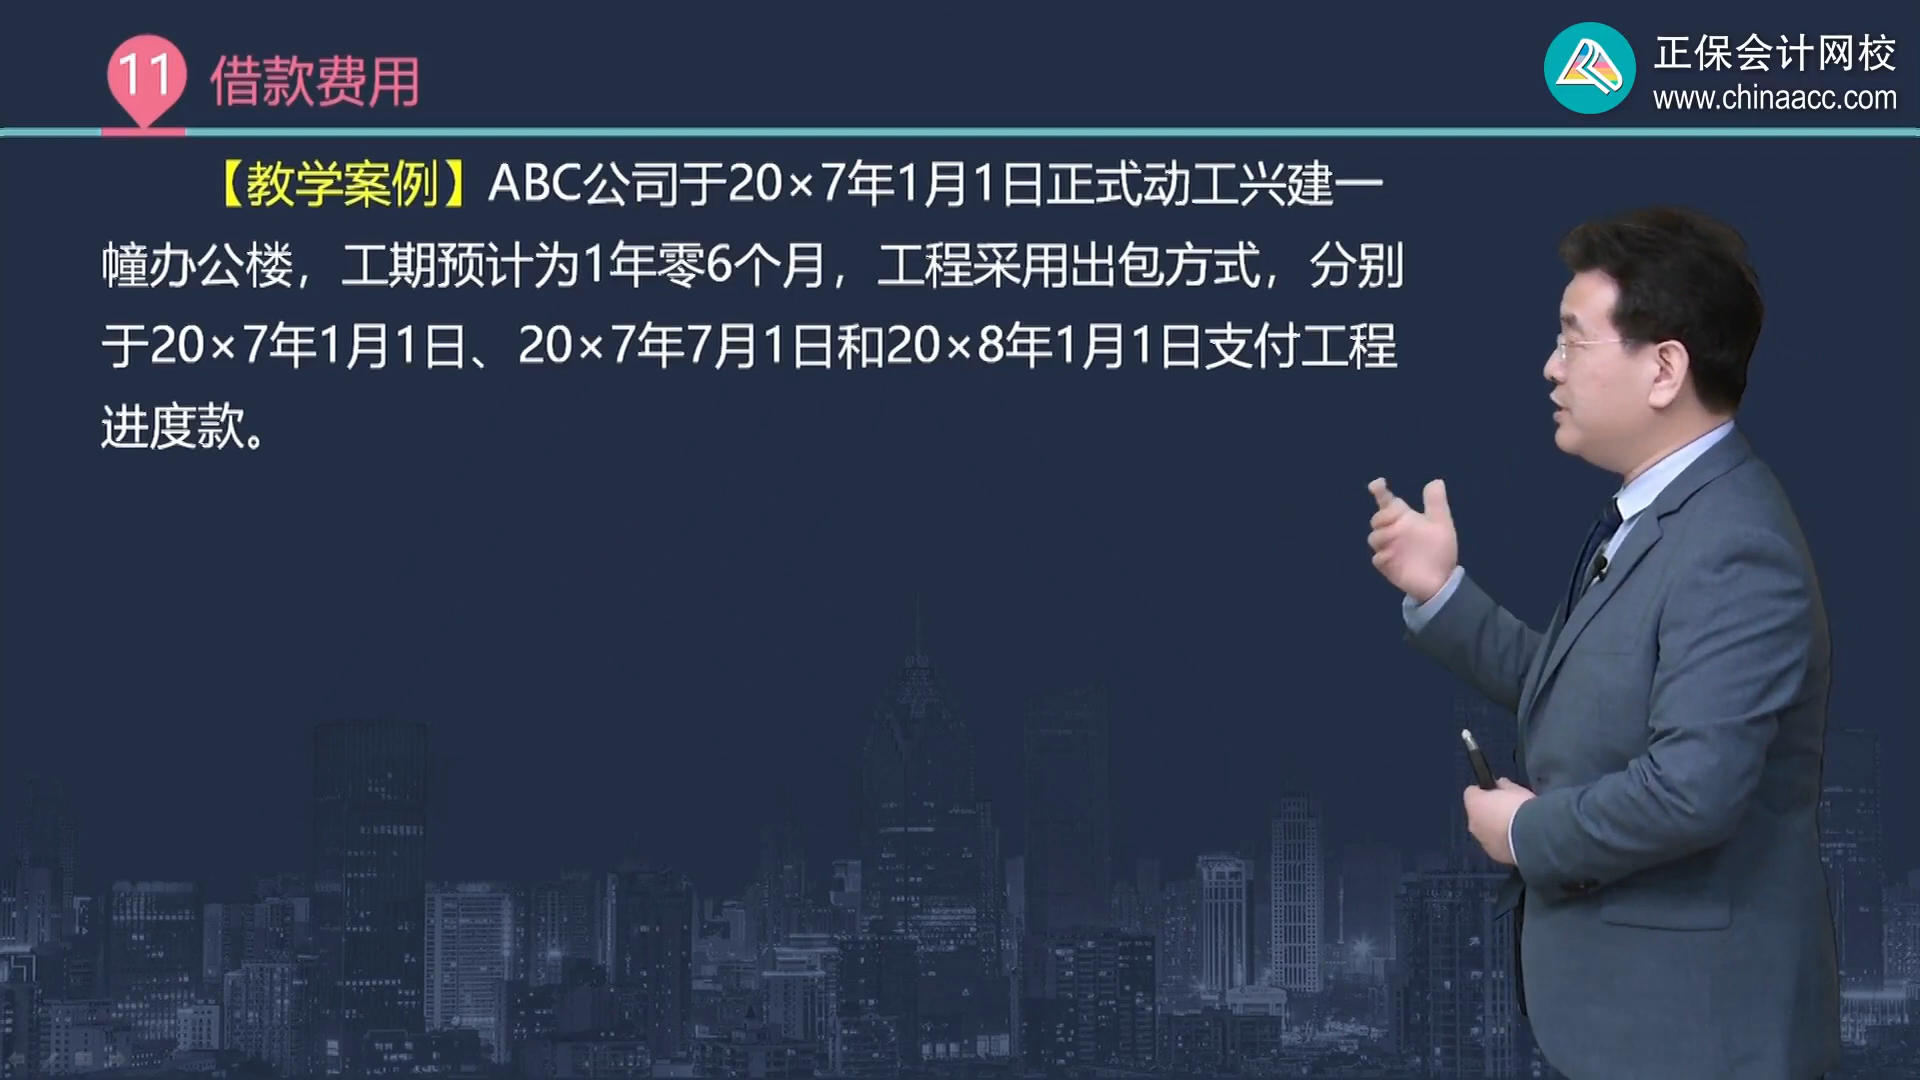 11 借款费用
正保会计网校
www.chinaacc.com
【教学案例】ABC公司于20×7年1月1日正式动工兴建一
幢办公楼，工期预计为1年零6个月，工程采用出包方式，分别
于20×7年1月1日、20×7年7月1日和20×8年1月1日支付工程
进度款。